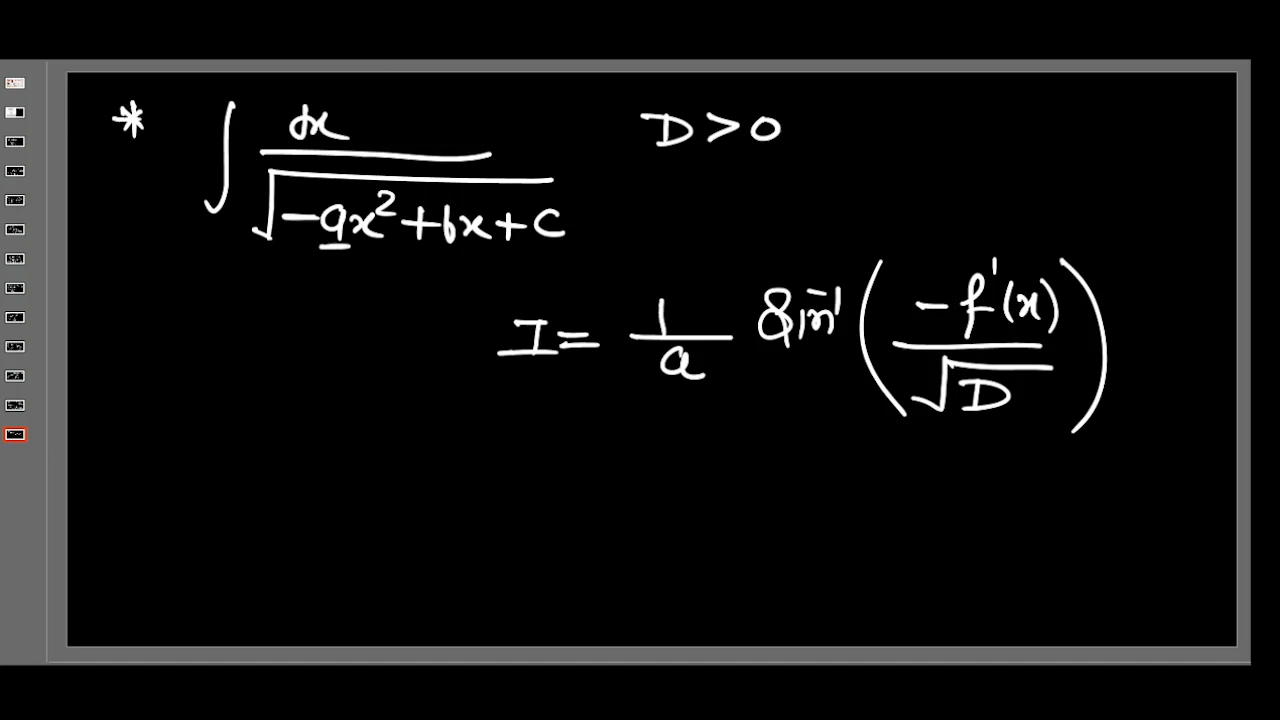 * ∫ dx / √(-ax² + bx + c) D > 0
I = 1/a Sin⁻¹ ( -f'(x) / √D )